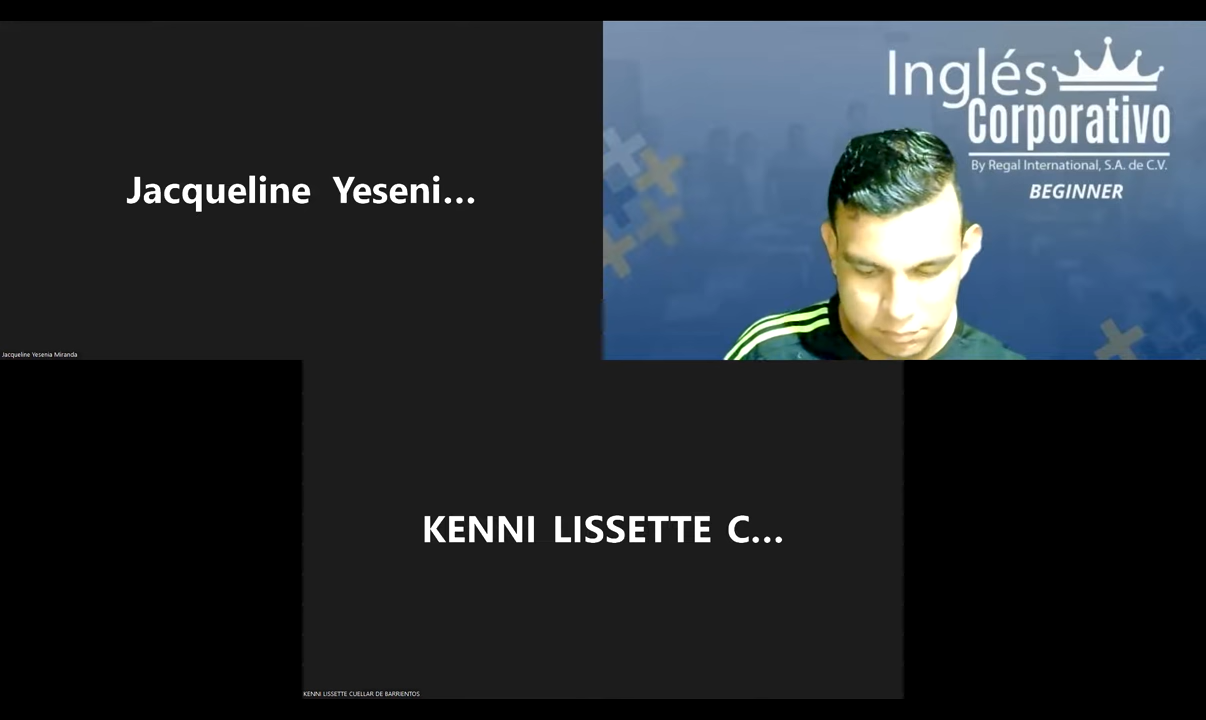 Jacqueline Yeseni...
Jacqueline Yesenia Miranda
Inglés
Corporativo
By Regal International, S.A. de C.V.
BEGINNER
KENNI LISSETTE C...
KENNI LISSETTE CUELLAR DE BARRIENTOS